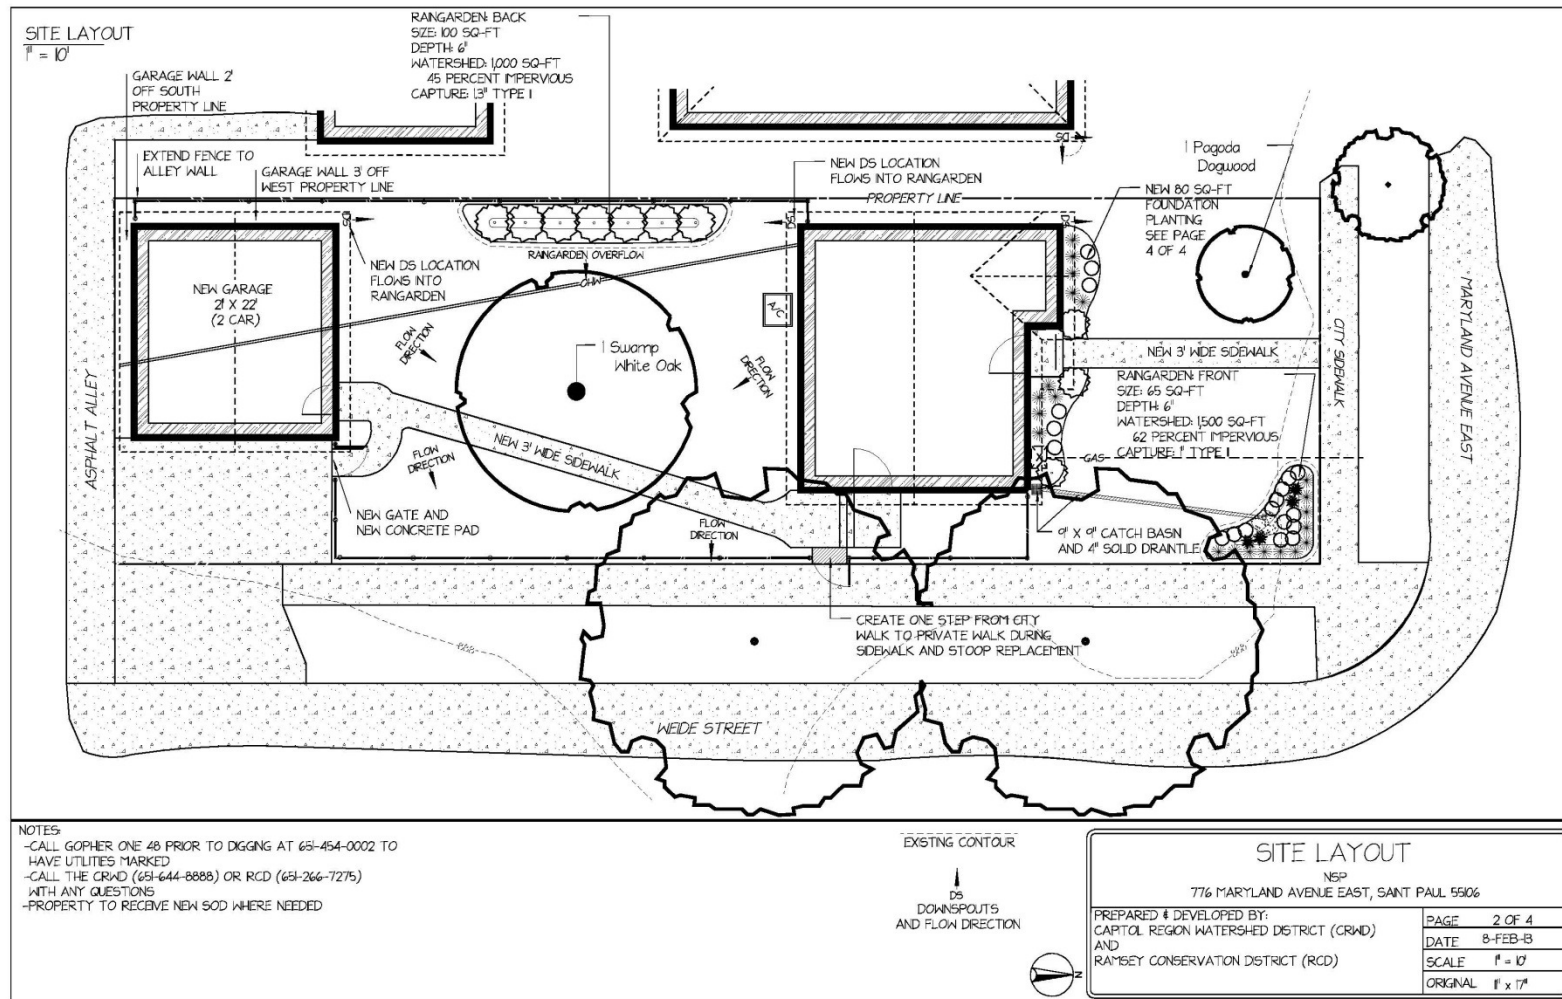 SITE LAYOUT
1" = 10'
RAINGARDEN: BACK
SIZE: 100 SQ-FT
DEPTH: 6"
WATERSHED: 1,000 SQ-FT
45 PERCENT IMPERVIOUS
CAPTURE: 1.3" TYPE II
GARAGE WALL 2'
OFF SOUTH
PROPERTY LINE
EXTEND FENCE TO
ALLEY WALL
GARAGE WALL 3' OFF
WEST PROPERTY LINE
NEW DS LOCATION
FLOWS INTO RAINGARDEN
PROPERTY LINE
1 Pagoda
Dogwood
NEW 80 SQ-FT
FOUNDATION
PLANTING
SEE PAGE
4 OF 4
DS
DS
DS
DS
RAINGARDEN OVERFLOW
OHW
NEW DS LOCATION
FLOWS INTO
RAINGARDEN
NEW GARAGE
21' X 22'
(2 CAR)
A/C
FLOW
DIRECTION
1 Swamp
White Oak
FLOW
DIRECTION
NEW 3' WIDE SIDEWALK
RAINGARDEN: FRONT
SIZE: 65 SQ-FT
DEPTH: 6"
WATERSHED: 1,500 SQ-FT
62 PERCENT IMPERVIOUS
CAPTURE: 1" TYPE II
GAS
CITY SIDEWALK
MARYLAND AVENUE EAST
ASPHALT ALLEY
NEW 3' WIDE SIDEWALK
FLOW
DIRECTION
NEW GATE AND
NEW CONCRETE PAD
FLOW
DIRECTION
9" X 9" CATCH BASIN
AND 4" SOLID DRAINTILE
CREATE ONE STEP FROM CITY
WALK TO PRIVATE WALK DURING
SIDEWALK AND STOOP REPLACEMENT
WEIDE STREET
NOTES:
-CALL GOPHER ONE 48 PRIOR TO DIGGING AT 651-454-0002 TO
HAVE UTILITIES MARKED
-CALL THE CRWD (651-644-8888) OR RCD (651-266-7275)
WITH ANY QUESTIONS
-PROPERTY TO RECEIVE NEW SOD WHERE NEEDED
EXISTING CONTOUR
DS
DOWNSPOUTS
AND FLOW DIRECTION
N
SITE LAYOUT
NSP
776 MARYLAND AVENUE EAST, SAINT PAUL 55106
PREPARED & DEVELOPED BY:
CAPITOL REGION WATERSHED DISTRICT (CRWD)
AND
RAMSEY CONSERVATION DISTRICT (RCD)
PAGE 2 OF 4
DATE 8-FEB-13
SCALE 1" = 10'
ORIGINAL 11" x 17"